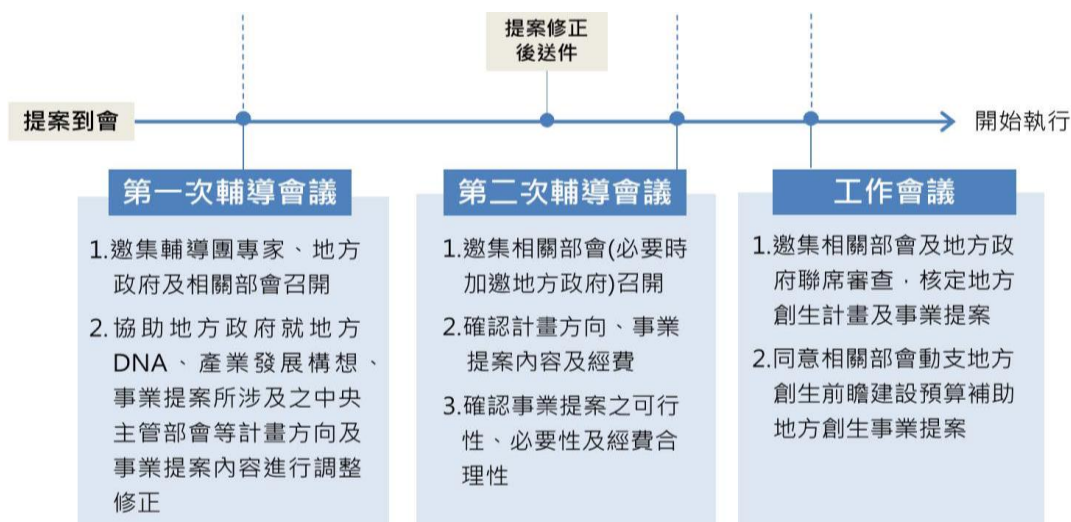 提案修正
後送件
提案到會
開始執行
第一次輔導會議
1.邀集輔導團專家、地方
政府及相關部會召開
2.協助地方政府就地方
DNA、產業發展構想、
事業提案所涉及之中央
主管部會等計畫方向及
事業提案內容進行調整
修正
第二次輔導會議
1.邀集相關部會(必要時
加邀地方政府)召開
2.確認計畫方向、事業
提案內容及經費
3.確認事業提案之可行
性、必要性及經費合
理性
工作會議
1.邀集相關部會及地方政
府聯席審查，核定地方
創生計畫及事業提案
2.同意相關部會動支地方
創生前瞻建設預算補助
地方創生事業提案